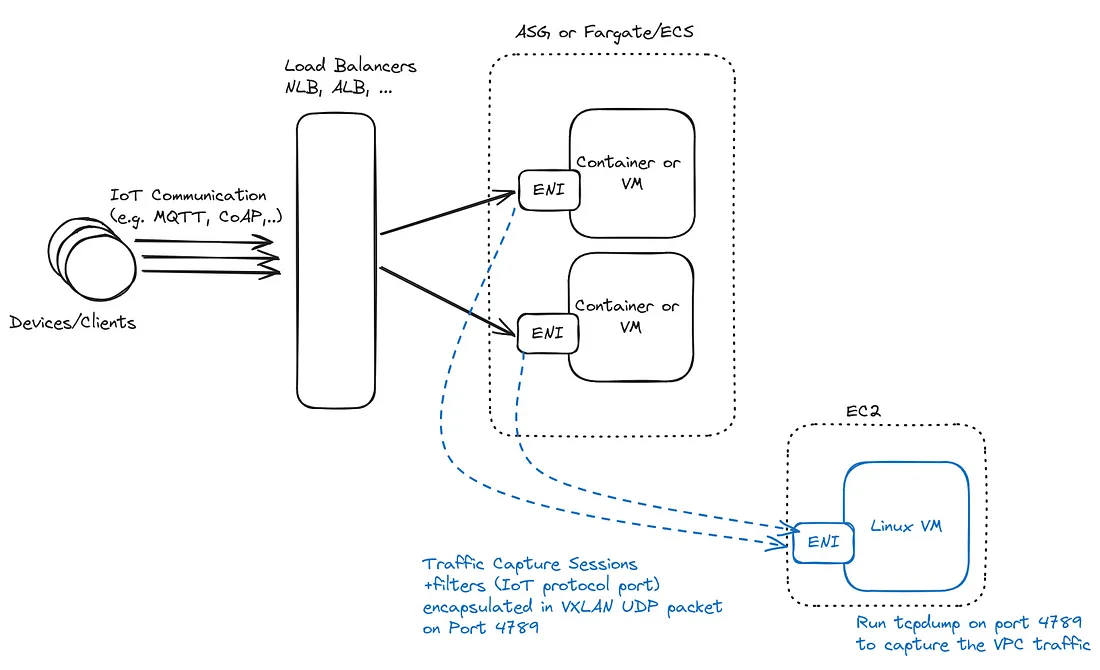 ASG or Fargate/ECS
Load Balancers
NLB, ALB, ...
Container or
VM
ENI
IoT Communication
(e.g. MQTT, CoAP,..)
Devices/Clients
Container or
VM
ENI
EC2
Linux VM
ENI
Traffic Capture Sessions
+filters (IoT protocol port)
encapsulated in VXLAN UDP packet
on Port 4789
Run tcpdump on port 4789
to capture the VPC traffic